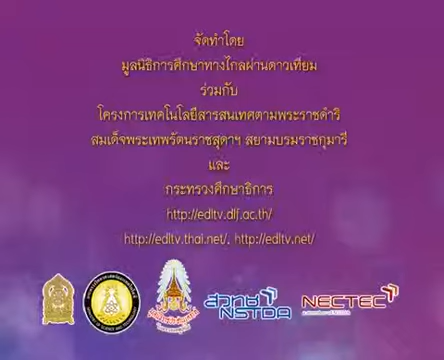 จัดทำโดย
มูลนิธิการศึกษาทางไกลผ่านดาวเทียม
ร่วมกับ
โครงการเทคโนโลยีสารสนเทศตามพระราชดำริ
สมเด็จพระเทพรัตนราชสุดาฯ สยามบรมราชกุมารี
และ
กระทรวงศึกษาธิการ
http://edltv.dlf.ac.th/
http://edltv.thai.net/, http://edltv.net/
สวทช NECTEC
NSTDA